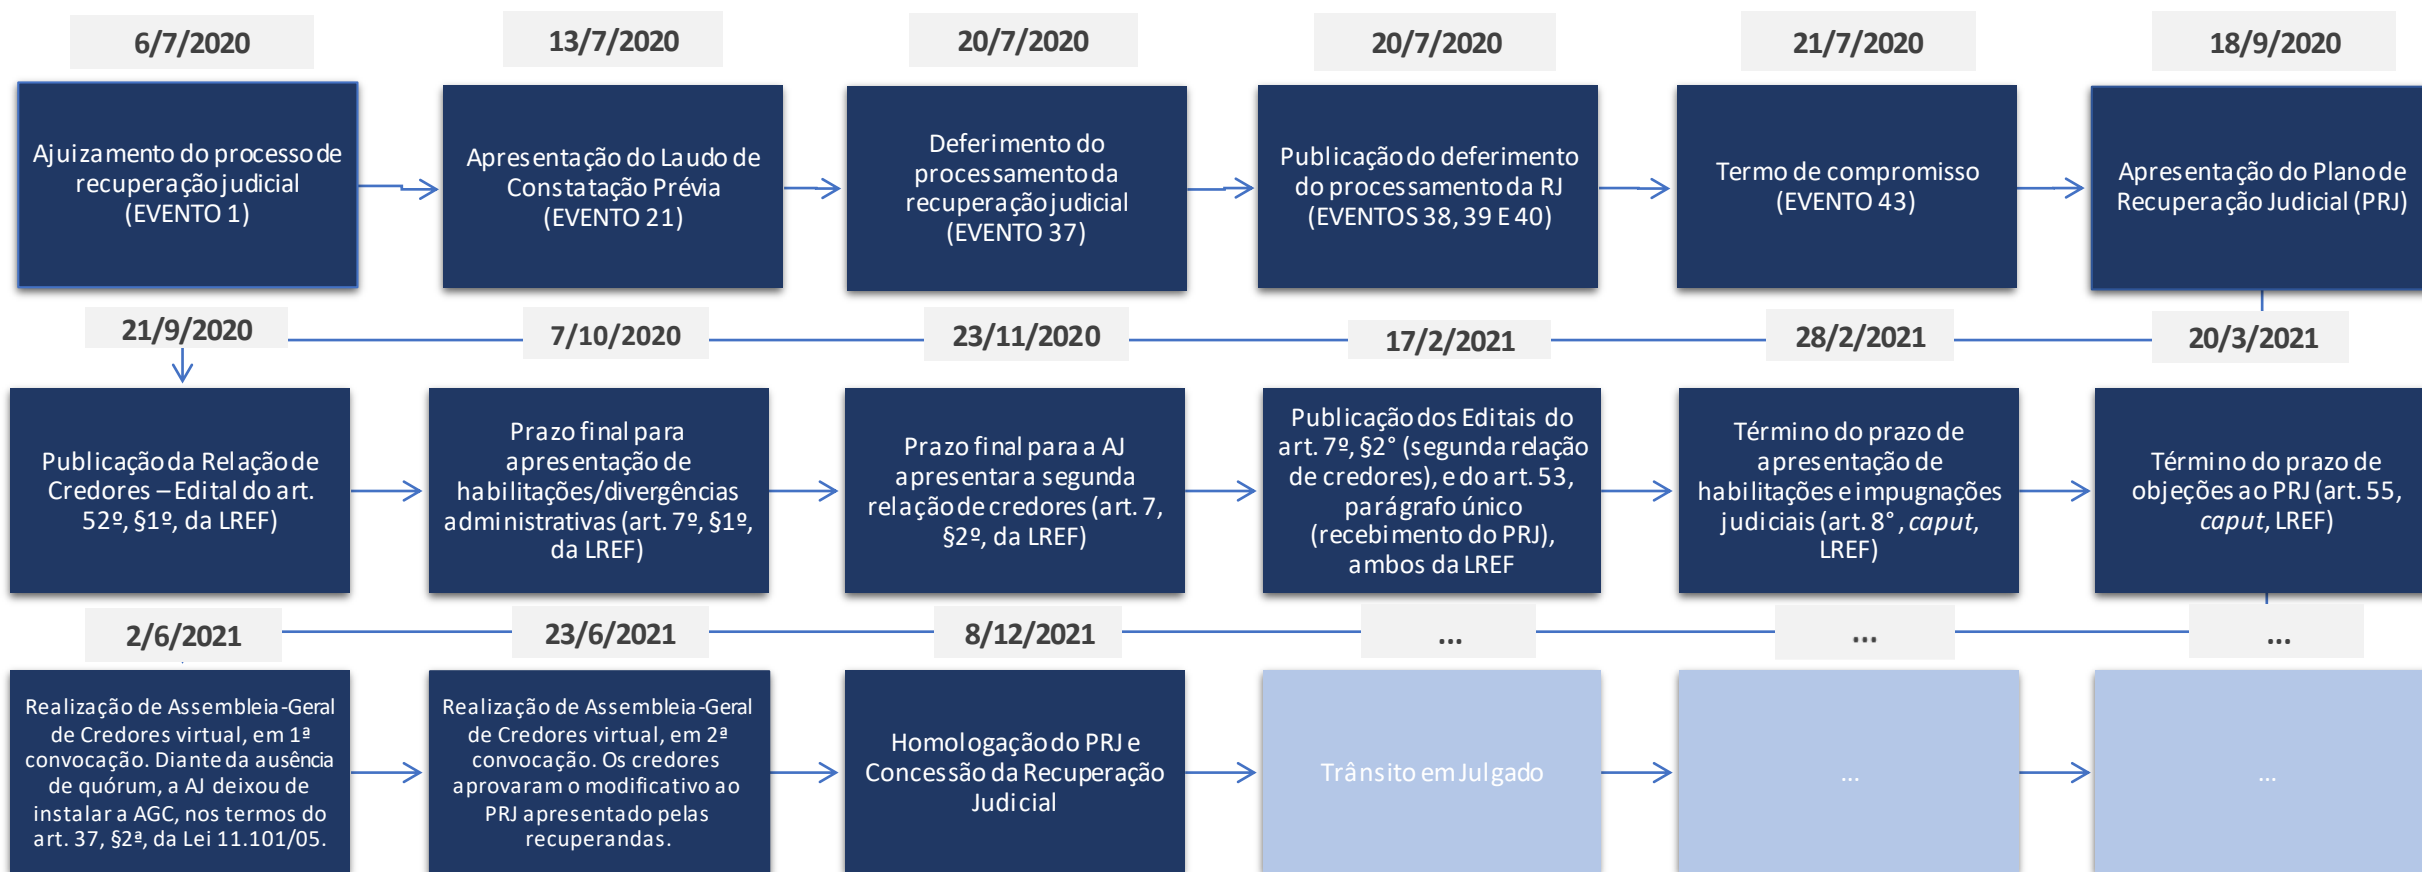 6/7/2020
13/7/2020
20/7/2020
20/7/2020
21/7/2020
18/9/2020
Ajuizamento do processo de
recuperação judicial
(EVENTO 1)
Apresentação do Laudo de
Constatação Prévia
(EVENTO 21)
Deferimento do
processamento da
recuperação judicial
(EVENTO 37)
Publicação do deferimento
do processamento da RJ
(EVENTOS 38, 39 E 40)
Termo de compromisso
(EVENTO 43)
Apresentação do Plano de
Recuperação Judicial (PRJ)
21/9/2020
7/10/2020
23/11/2020
17/2/2021
28/2/2021
20/3/2021
Publicação da Relação de
Credores – Edital do art.
52º, §1º, da LREF)
Prazo final para
apresentação de
habilitações/divergências
administrativas (art. 7º, §1º,
da LREF)
Prazo final para a AJ
apresentar a segunda
relação de credores (art. 7,
§2º, da LREF)
Publicação dos Editais do
art. 7º, §2° (segunda relação
de credores), e do art. 53,
parágrafo único
(recebimento do PRJ),
ambos da LREF
Término do prazo de
apresentação de
habilitações e impugnações
judiciais (art. 8°, caput,
LREF)
Término do prazo de
objeções ao PRJ (art. 55,
caput, LREF)
2/6/2021
23/6/2021
8/12/2021
...
...
...
Realização de Assembleia-Geral
de Credores virtual, em 1ª
convocação. Diante da ausência
de quórum, a AJ deixou de
instalar a AGC, nos termos do
art. 37, §2ª, da Lei 11.101/05.
Realização de Assembleia-Geral
de Credores virtual, em 2ª
convocação. Os credores
aprovaram o modificativo ao
PRJ apresentado pelas
recuperandas.
Homologação do PRJ e
Concessão da Recuperação
Judicial
Trânsito em Julgado
...
...